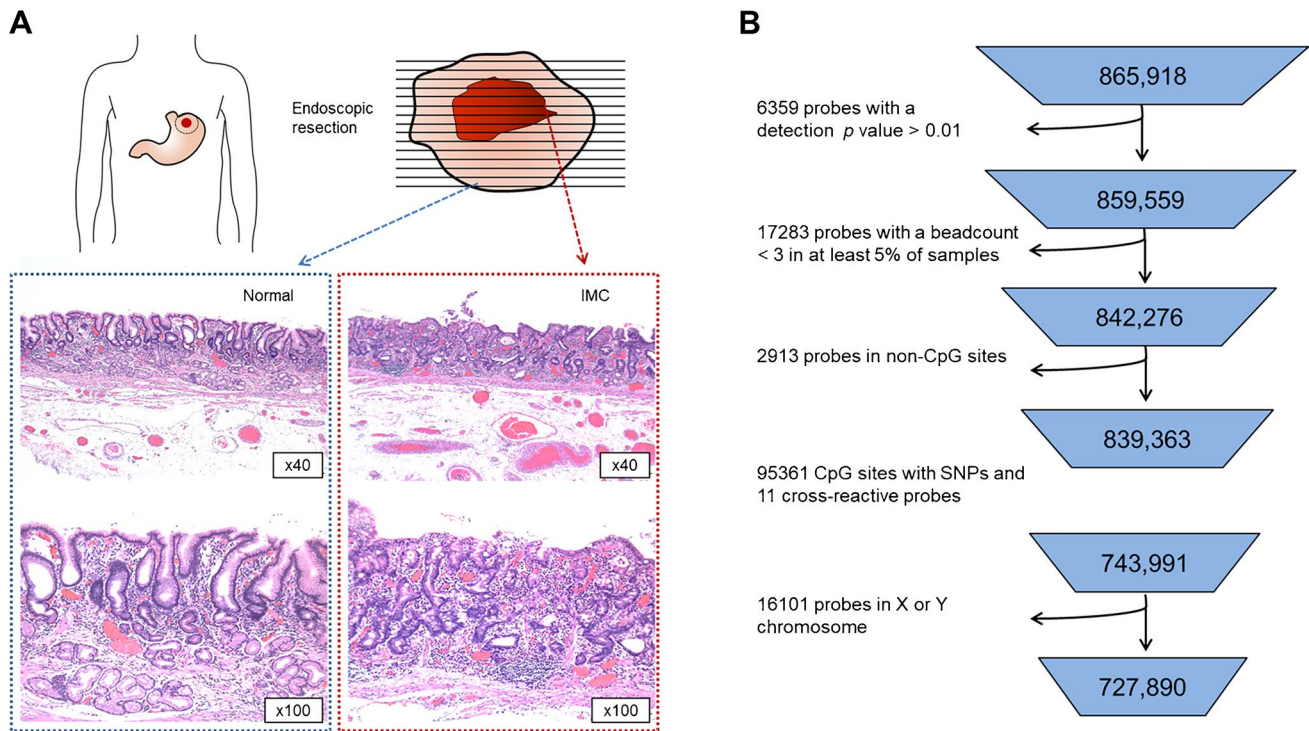 A
Endoscopic
resection
Normal
IMC
x40
x40
x100
x100
B
865,918
6359 probes with a
detection p value > 0.01
859,559
17283 probes with a beadcount
< 3 in at least 5% of samples
842,276
2913 probes in non-CpG sites
839,363
95361 CpG sites with SNPs and
11 cross-reactive probes
743,991
16101 probes in X or Y
chromosome
727,890